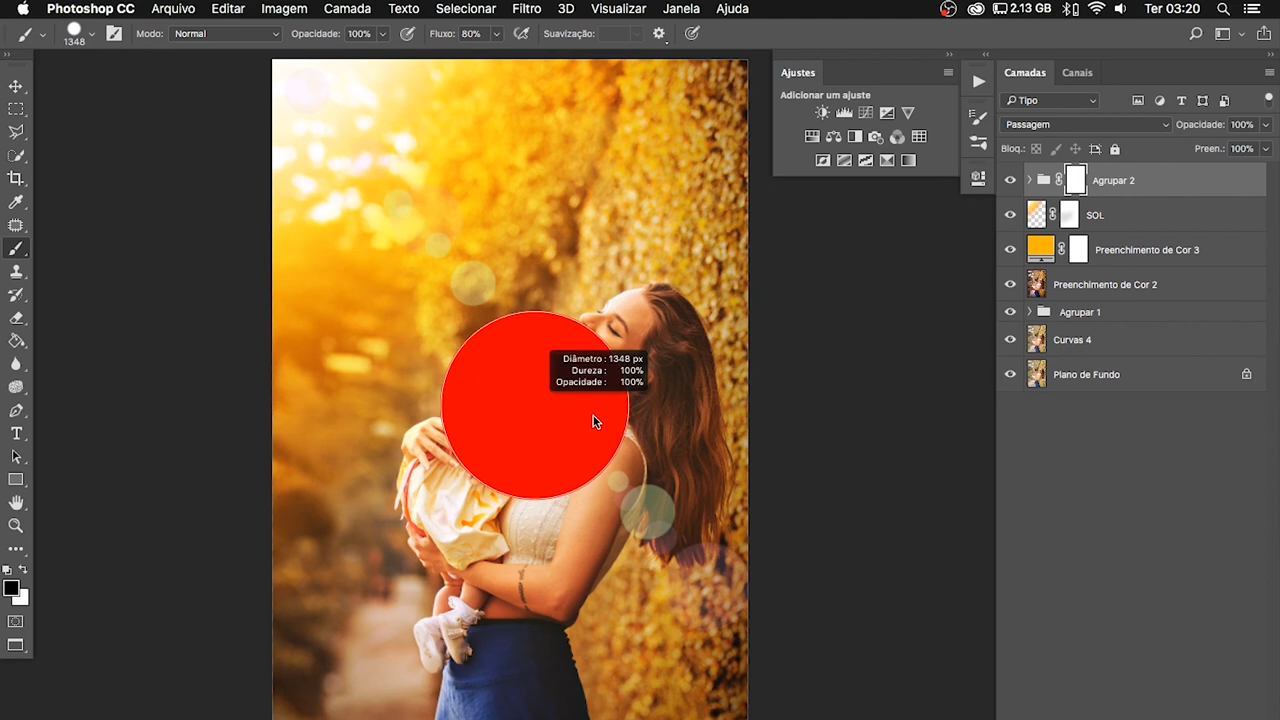 Photoshop CC Arquivo Editar Imagem Camada Texto Selecionar Filtro 3D Visualizar Janela Ajuda 2.13 GB Ter 03:20
1348 Modo: Normal Opacidade: 100% Fluxo: 80% Suavização:
Ajustes
Adicionar um ajuste
Camadas Canais
Tipo
Passagem Opacidade: 100%
Bloq.: Preen.: 100%
Agrupar 2
SOL
Preenchimento de Cor 3
Preenchimento de Cor 2
Agrupar 1
Curvas 4
Plano de Fundo
Diâmetro : 1348 px
Dureza : 100%
Opacidade : 100%